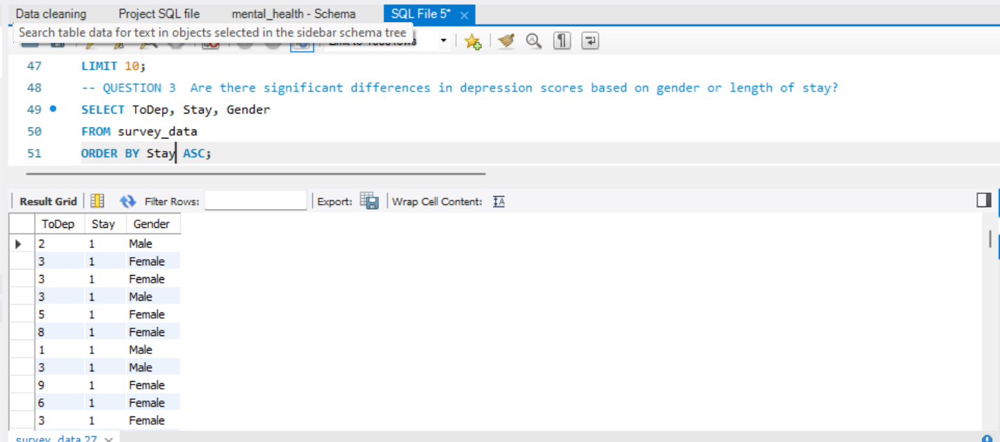 Data cleaning Project SQL file mental_health - Schema SQL File 5* ×
Search table data for text in objects selected in the sidebar schema tree
47 LIMIT 10;
48 -- QUESTION 3  Are there significant differences in depression scores based on gender or length of stay?
49 SELECT ToDep, Stay, Gender
50 FROM survey_data
51 ORDER BY Stay ASC;
Result Grid Filter Rows: Export: Wrap Cell Content: IA
ToDep Stay Gender
2 1 Male
3 1 Female
3 1 Female
3 1 Male
5 1 Female
8 1 Female
1 1 Male
3 1 Male
9 1 Female
6 1 Female
3 1 Female
survey_data 27